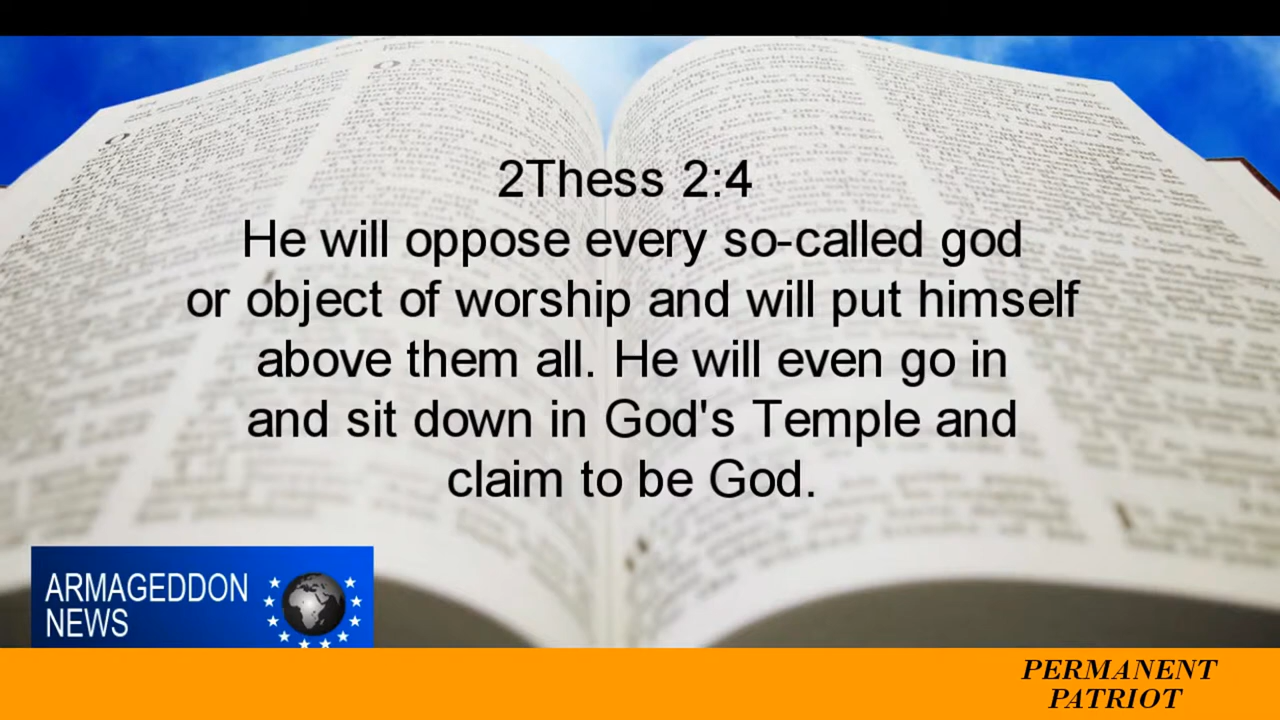 2Thess 2:4
He will oppose every so-called god
or object of worship and will put himself
above them all. He will even go in
and sit down in God's Temple and
claim to be God.
ARMAGEDDON
NEWS
PERMANENT
PATRIOT